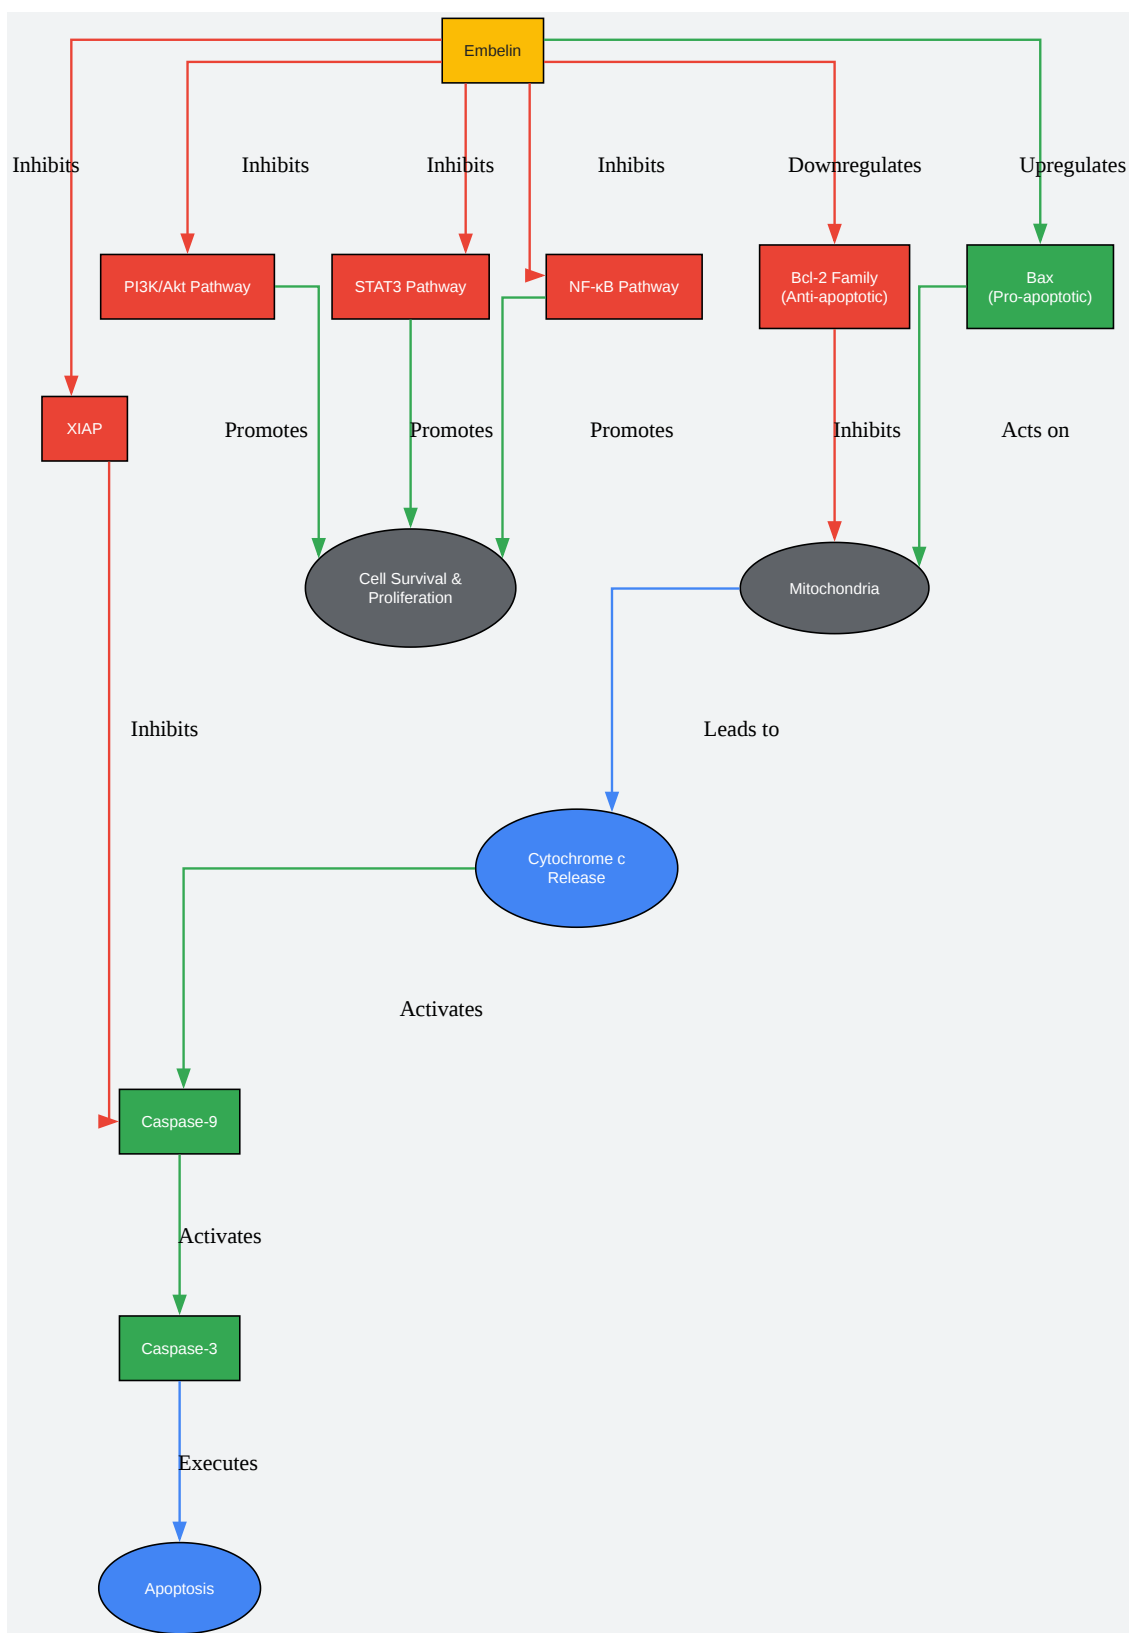 Embelin
Inhibits
Inhibits
Inhibits
Inhibits
Downregulates
Upregulates
PI3K/Akt Pathway
STAT3 Pathway
NF-κB Pathway
Bcl-2 Family
(Anti-apoptotic)
Bax
(Pro-apoptotic)
XIAP
Promotes
Promotes
Promotes
Inhibits
Acts on
Cell Survival &
Proliferation
Mitochondria
Inhibits
Leads to
Cytochrome c
Release
Activates
Caspase-9
Activates
Caspase-3
Executes
Apoptosis